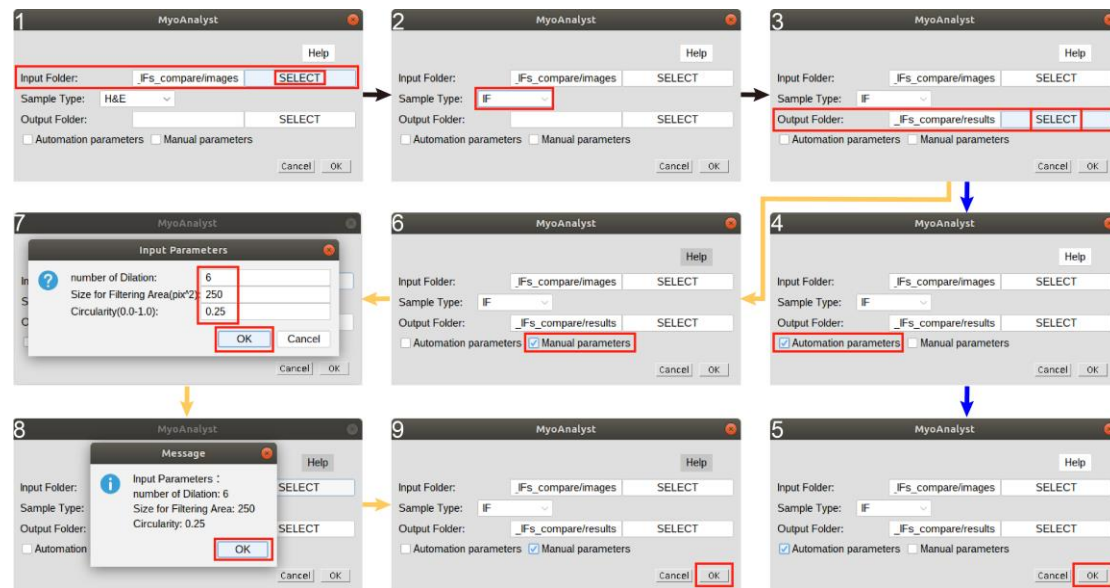 1
MyoAnalyst
Help
Input Folder: _IFs_compare/images SELECT
Sample Type: H&E
Output Folder: SELECT
Automation parameters Manual parameters
Cancel OK
2
MyoAnalyst
Help
Input Folder: _IFs_compare/images SELECT
Sample Type: IF
Output Folder: SELECT
Automation parameters Manual parameters
Cancel OK
3
MyoAnalyst
Help
Input Folder: _IFs_compare/images SELECT
Sample Type: IF
Output Folder: _IFs_compare/results SELECT
Automation parameters Manual parameters
Cancel OK
7
MyoAnalyst
Input Parameters
In
S
number of Dilation: 6
Size for Filtering Area(pix^2): 250
Circularity(0.0-1.0): 0.25
OK Cancel
Cancel OK
6
MyoAnalyst
Help
Input Folder: _IFs_compare/images SELECT
Sample Type: IF
Output Folder: _IFs_compare/results SELECT
Automation parameters Manual parameters
Cancel OK
4
MyoAnalyst
Help
Input Folder: _IFs_compare/images SELECT
Sample Type: IF
Output Folder: _IFs_compare/results SELECT
Automation parameters Manual parameters
Cancel OK
8
MyoAnalyst
Message
Help
Input Folder: SELECT
Sample Type:
Output Folder: SELECT
Automation
Input Parameters :
number of Dilation: 6
Size for Filtering Area: 250
Circularity: 0.25
OK
Cancel OK
9
MyoAnalyst
Help
Input Folder: _IFs_compare/images SELECT
Sample Type: IF
Output Folder: _IFs_compare/results SELECT
Automation parameters Manual parameters
Cancel OK
5
MyoAnalyst
Help
Input Folder: _IFs_compare/images SELECT
Sample Type: IF
Output Folder: _IFs_compare/results SELECT
Automation parameters Manual parameters
Cancel OK